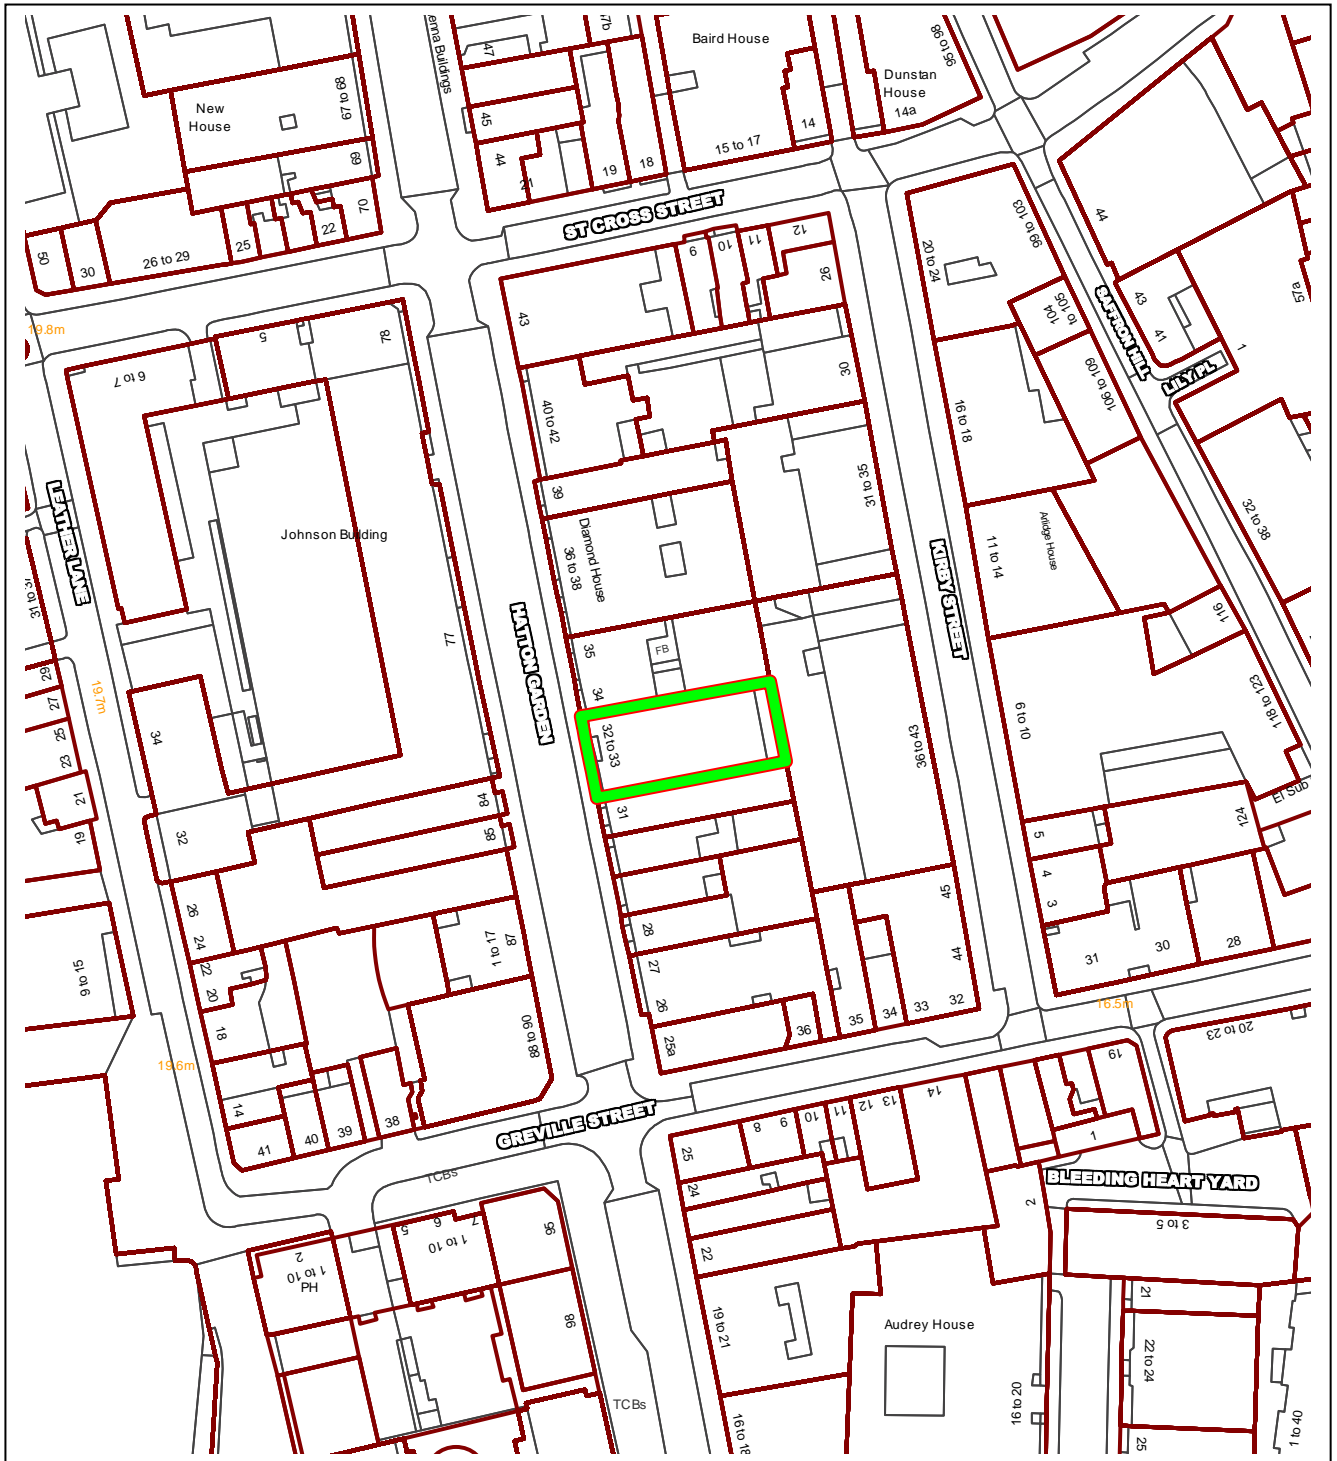 47
7b
Baird House
Dunstan
House
96 to 98
14a
New
House
67 to 68
enna Buildings
45
44
21
19
18
15 to 17
14
69
70
ST CROSS STREET
50
30
26 to 29
25
22
9
10
11
12
26
20 to 24
99 to 103
44
57a
19.8m
43
5
78
6 to 7
104
to 105
SAFFRON HILL
43
41
1
LILY PL
30
40 to 42
16 to 18
106 to 109
39
31 to 35
LEATHER LANE
Johnson Building
Diamond House
36 to 38
11 to 14
Arlidge House
32 to 38
KIRBY STREET
77
HATTON GARDEN
35
FB
34
116
29
27
19.7m
25
23
21
19
34
32 to 33
36 to 43
6 to 10
118 to 123
El Sub
124
31
84
85
32
5
4
3
26
24
22
20
18
9 to 15
87
1 to 17
28
27
26
25a
45
44
36
35
34
33
32
31
30
28
16.5m
20 to 23
88 to 90
19.6m
14
41
40
39
38
GREVILLE STREET
25
24
22
8
9
10
11
12
13
14
19
1
BLEEDING HEART YARD
2
3 to 5
TCBs
5
6
7
1 to 10
95
2
1 to 10
PH
86
19 to 21
Audrey House
21
22 to 24
TCBs
16 to 18
16 to 20
25
1 to 40